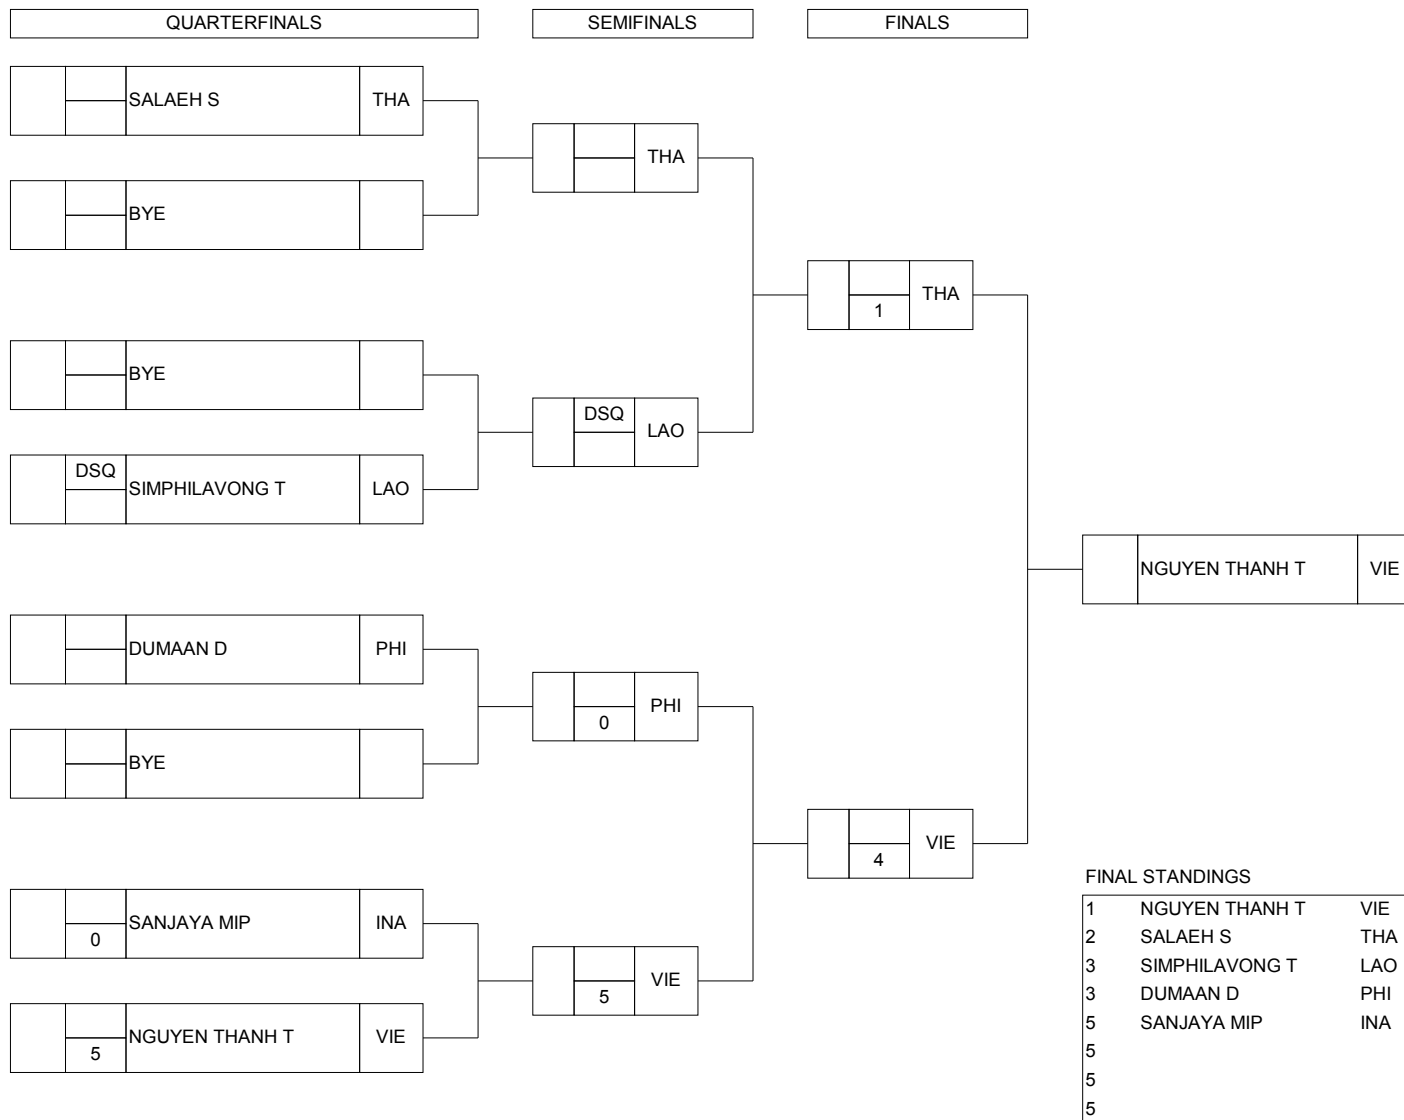 QUARTERFINALS SEMIFINALS FINALS
SALAEH S THA
THA
BYE
THA
1
BYE
DSQ
LAO
DSQ
SIMPHILAVONG T LAO
NGUYEN THANH T VIE
DUMAAN D PHI
PHI
0
BYE
VIE
4
SANJAYA MIP INA
0
VIE
5
NGUYEN THANH T VIE
5
FINAL STANDINGS
1 NGUYEN THANH T VIE
2 SALAEH S THA
3 SIMPHILAVONG T LAO
3 DUMAAN D PHI
5 SANJAYA MIP INA
5
5
5